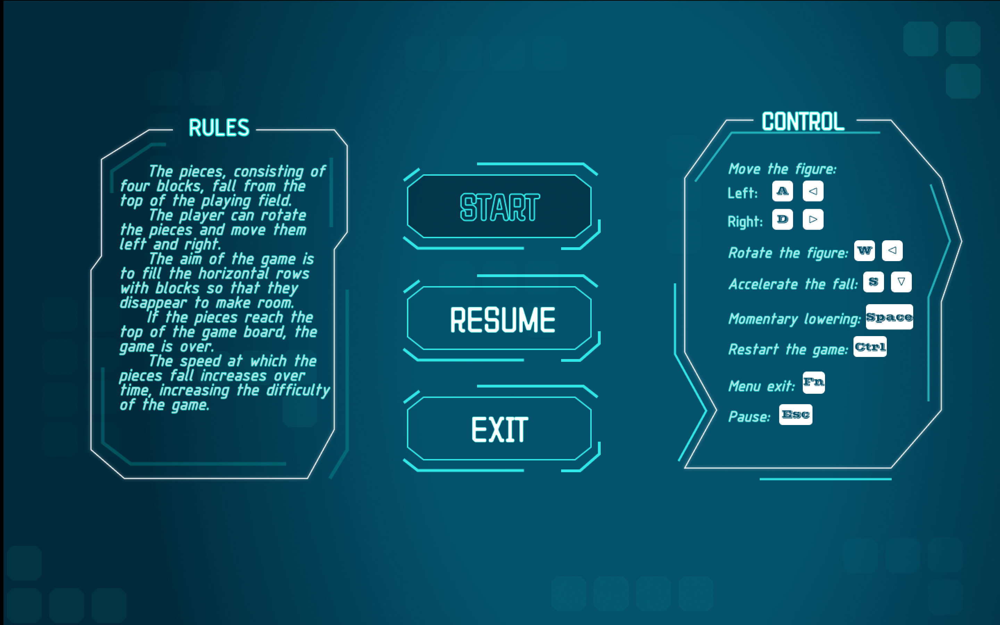 RULES
The pieces, consisting of
four blocks, fall from the
top of the playing field.
The player can rotate
the pieces and move them
left and right.
The aim of the game is
to fill the horizontal rows
with blocks so that they
disappear to make room.
If the pieces reach the
top of the game board, the
game is over.
The speed at which the
pieces fall increases over
time, increasing the difficulty
of the game.
START
RESUME
EXIT
CONTROL
Move the figure:
Left: A ◁
Right: D ▷
Rotate the figure: W ◁
Accelerate the fall: S ▽
Momentary lowering: Space
Restart the game: Ctrl
Menu exit: Fn
Pause: Esc